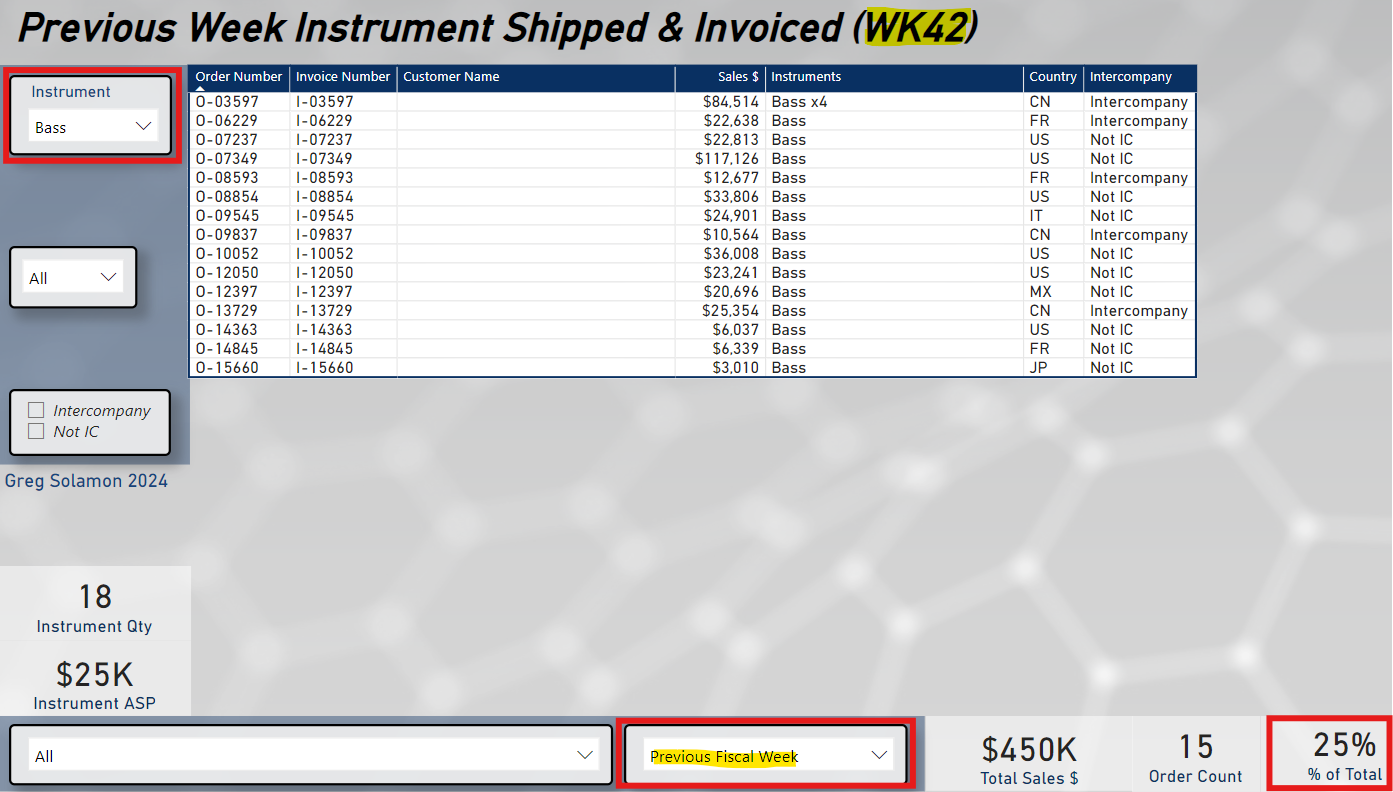 Previous Week Instrument Shipped & Invoiced (WK42)
Instrument
Bass
All
Intercompany
Not IC
Greg Solamon 2024
Order Number Invoice Number Customer Name Sales $ Instruments Country Intercompany
O-03597 I-03597 $84,514 Bass x4 CN Intercompany
O-06229 I-06229 $22,638 Bass FR Intercompany
O-07237 I-07237 $22,813 Bass US Not IC
O-07349 I-07349 $117,126 Bass US Not IC
O-08593 I-08593 $12,677 Bass FR Intercompany
O-08854 I-08854 $33,806 Bass US Not IC
O-09545 I-09545 $24,901 Bass IT Not IC
O-09837 I-09837 $10,564 Bass CN Intercompany
O-10052 I-10052 $36,008 Bass US Not IC
O-12050 I-12050 $23,241 Bass US Not IC
O-12397 I-12397 $20,696 Bass MX Not IC
O-13729 I-13729 $25,354 Bass CN Intercompany
O-14363 I-14363 $6,037 Bass US Not IC
O-14845 I-14845 $6,339 Bass FR Not IC
O-15660 I-15660 $3,010 Bass JP Not IC
18
Instrument Qty
$25K
Instrument ASP
All
Previous Fiscal Week
$450K
Total Sales $
15
Order Count
25%
% of Total